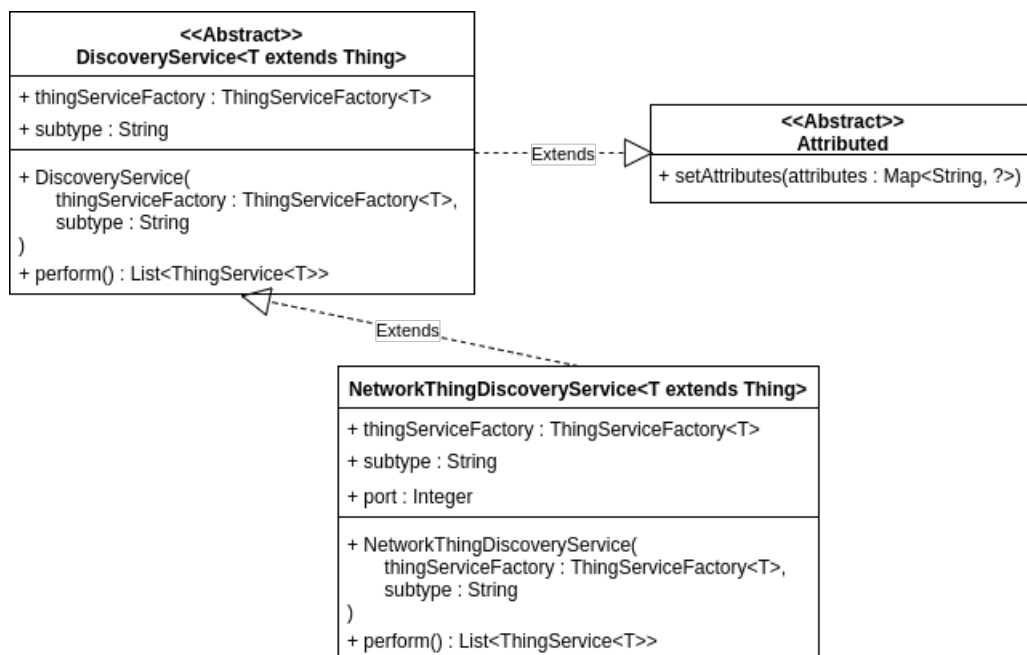 <<Abstract>>
DiscoveryService<T extends Thing>
+ thingServiceFactory : ThingServiceFactory<T>
+ subtype : String
+ DiscoveryService(
thingServiceFactory : ThingServiceFactory<T>,
subtype : String
)
+ perform() : List<ThingService<T>>
Extends
<<Abstract>>
Attributed
+ setAttributes(attributes : Map<String, ?>)
Extends
NetworkThingDiscoveryService<T extends Thing>
+ thingServiceFactory : ThingServiceFactory<T>
+ subtype : String
+ port : Integer
+ NetworkThingDiscoveryService(
thingServiceFactory : ThingServiceFactory<T>,
subtype : String
)
+ perform() : List<ThingService<T>>